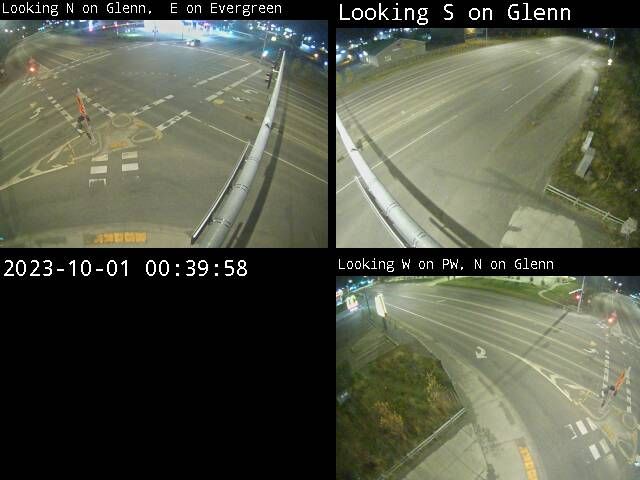 Looking N on Glenn,  E on Evergreen
Looking S on Glenn
2023-10-01 00:39:58
Looking W on PW, N on Glenn